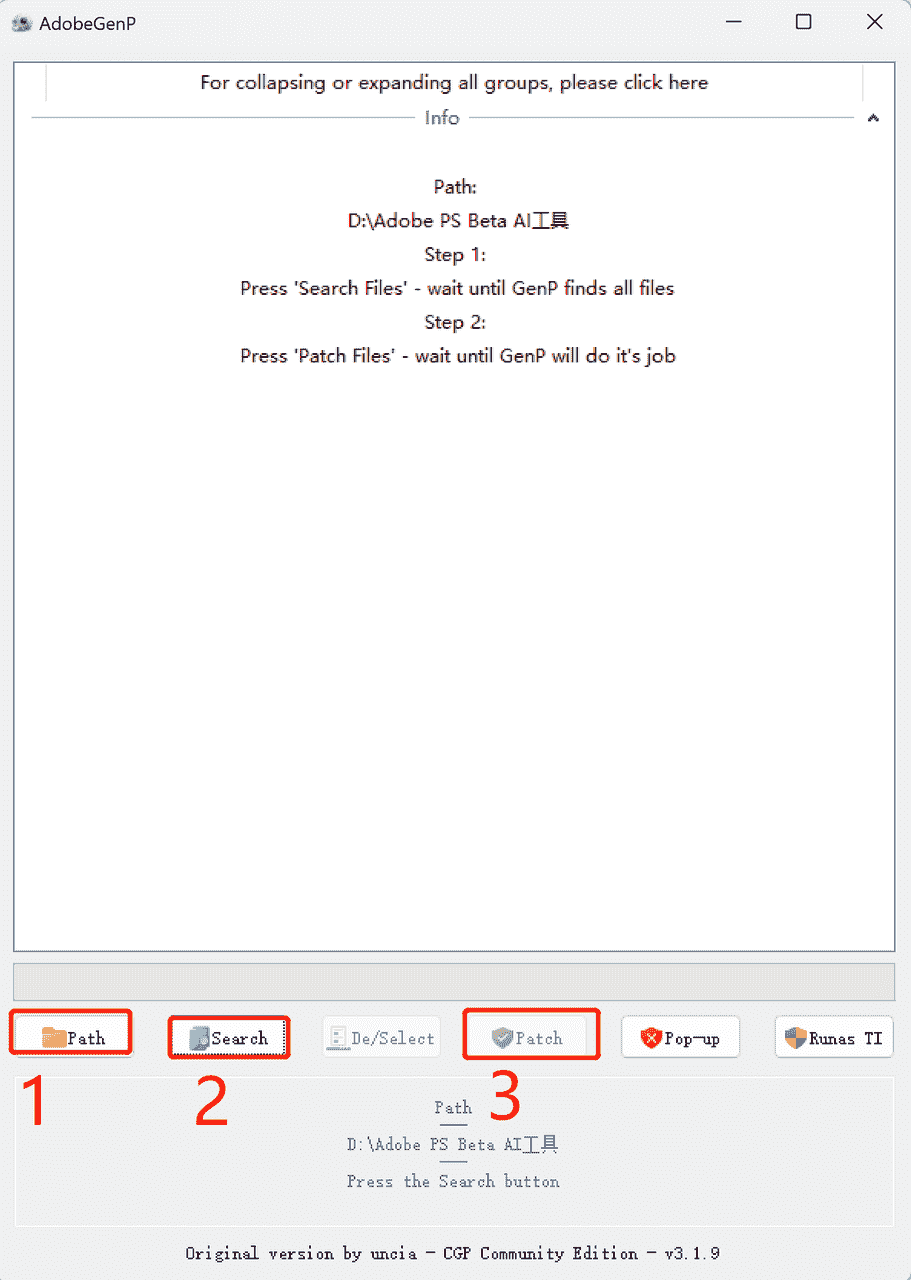 AdobeGenP
For collapsing or expanding all groups, please click here
Info
Path:
D:\Adobe PS Beta AI工具
Step 1:
Press 'Search Files' - wait until GenP finds all files
Step 2:
Press 'Patch Files' - wait until GenP will do it's job
Path
Search
De/Select
Patch
Pop-up
Runas TI
1
2
3
Path
D:\Adobe PS Beta AI工具
Press the Search button
Original version by uncia - CGP Community Edition - v3.1.9